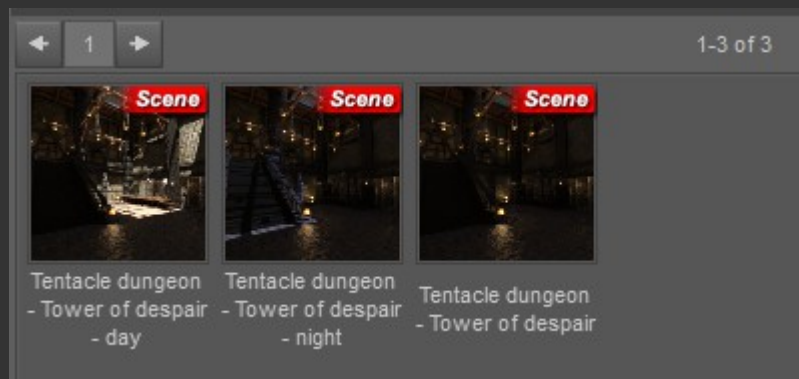 1
1-3 of 3
Scene
Scene
Scene
Tentacle dungeon
- Tower of despair
- day
Tentacle dungeon
- Tower of despair
- night
Tentacle dungeon
- Tower of despair